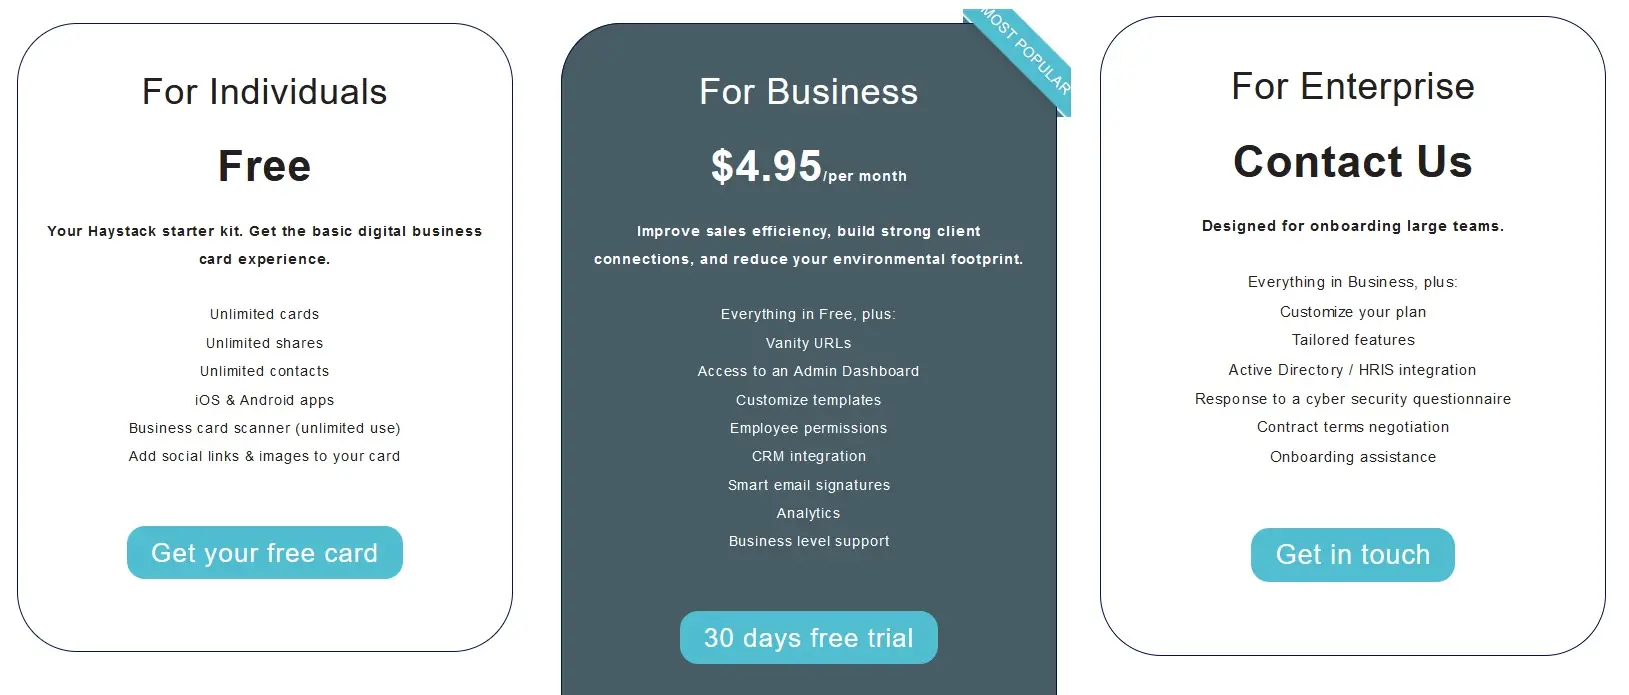 For Individuals
Free
Your Haystack starter kit. Get the basic digital business
card experience.
Unlimited cards
Unlimited shares
Unlimited contacts
iOS & Android apps
Business card scanner (unlimited use)
Add social links & images to your card
Get your free card
MOST POPULAR
For Business
$4.95/per month
Improve sales efficiency, build strong client
connections, and reduce your environmental footprint.
Everything in Free, plus:
Vanity URLs
Access to an Admin Dashboard
Customize templates
Employee permissions
CRM integration
Smart email signatures
Analytics
Business level support
30 days free trial
For Enterprise
Contact Us
Designed for onboarding large teams.
Everything in Business, plus:
Customize your plan
Tailored features
Active Directory / HRIS integration
Response to a cyber security questionnaire
Contract terms negotiation
Onboarding assistance
Get in touch